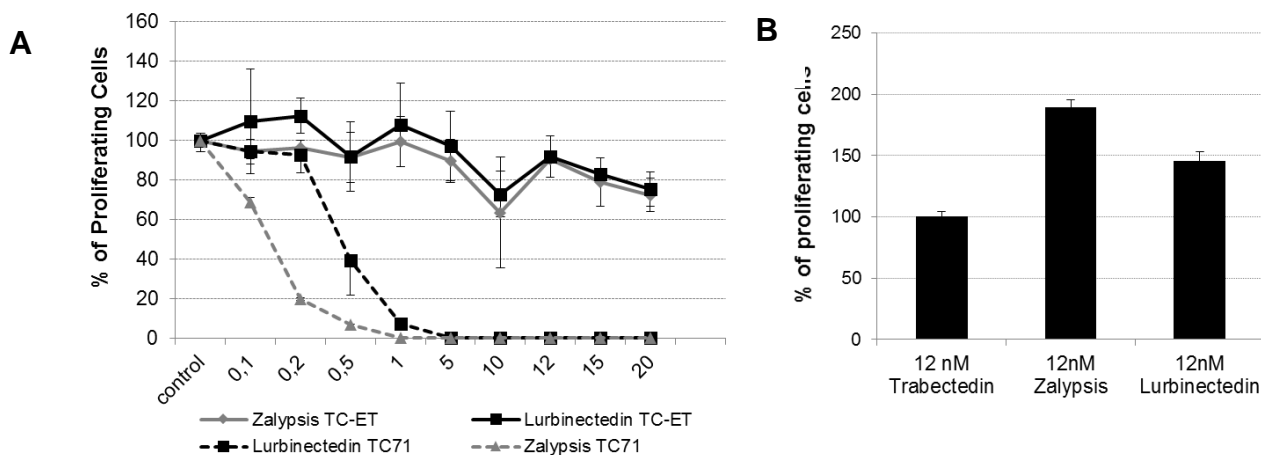 A
% of Proliferating Cells
160
140
120
100
80
60
40
20
0
control
0,1
0,2
0,5
1
5
10
12
15
20
Zalypsis TC-ET
Lurbinectedin TC-ET
Lurbinectedin TC71
Zalypsis TC71
B
% of proliferating cells
250
200
150
100
50
0
12 nM
Trabectedin
12nM
Zalypsis
12nM
Lurbinectedin